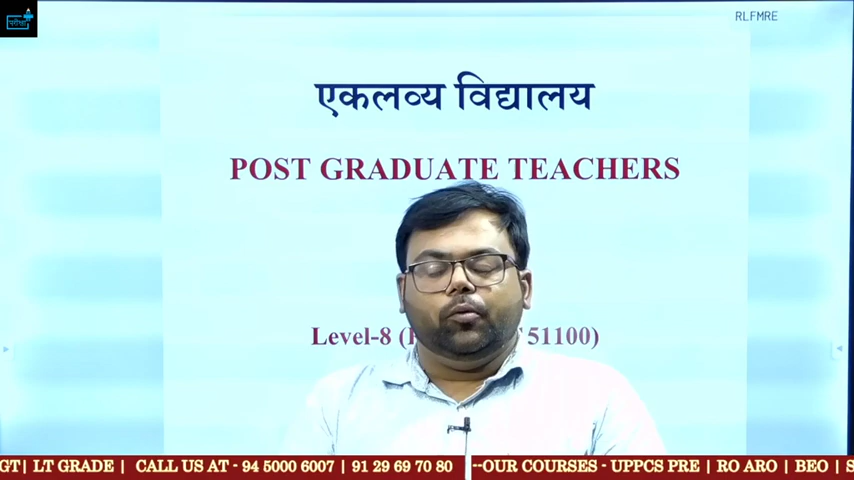 परीक्षा
RLFMRE
एकलव्य विद्यालय
POST GRADUATE TEACHERS
Level-8 ( 51100)
GT| LT GRADE | CALL US AT - 94 5000 6007 | 91 29 69 70 80 --OUR COURSES - UPPCS PRE | RO ARO | BEO | S